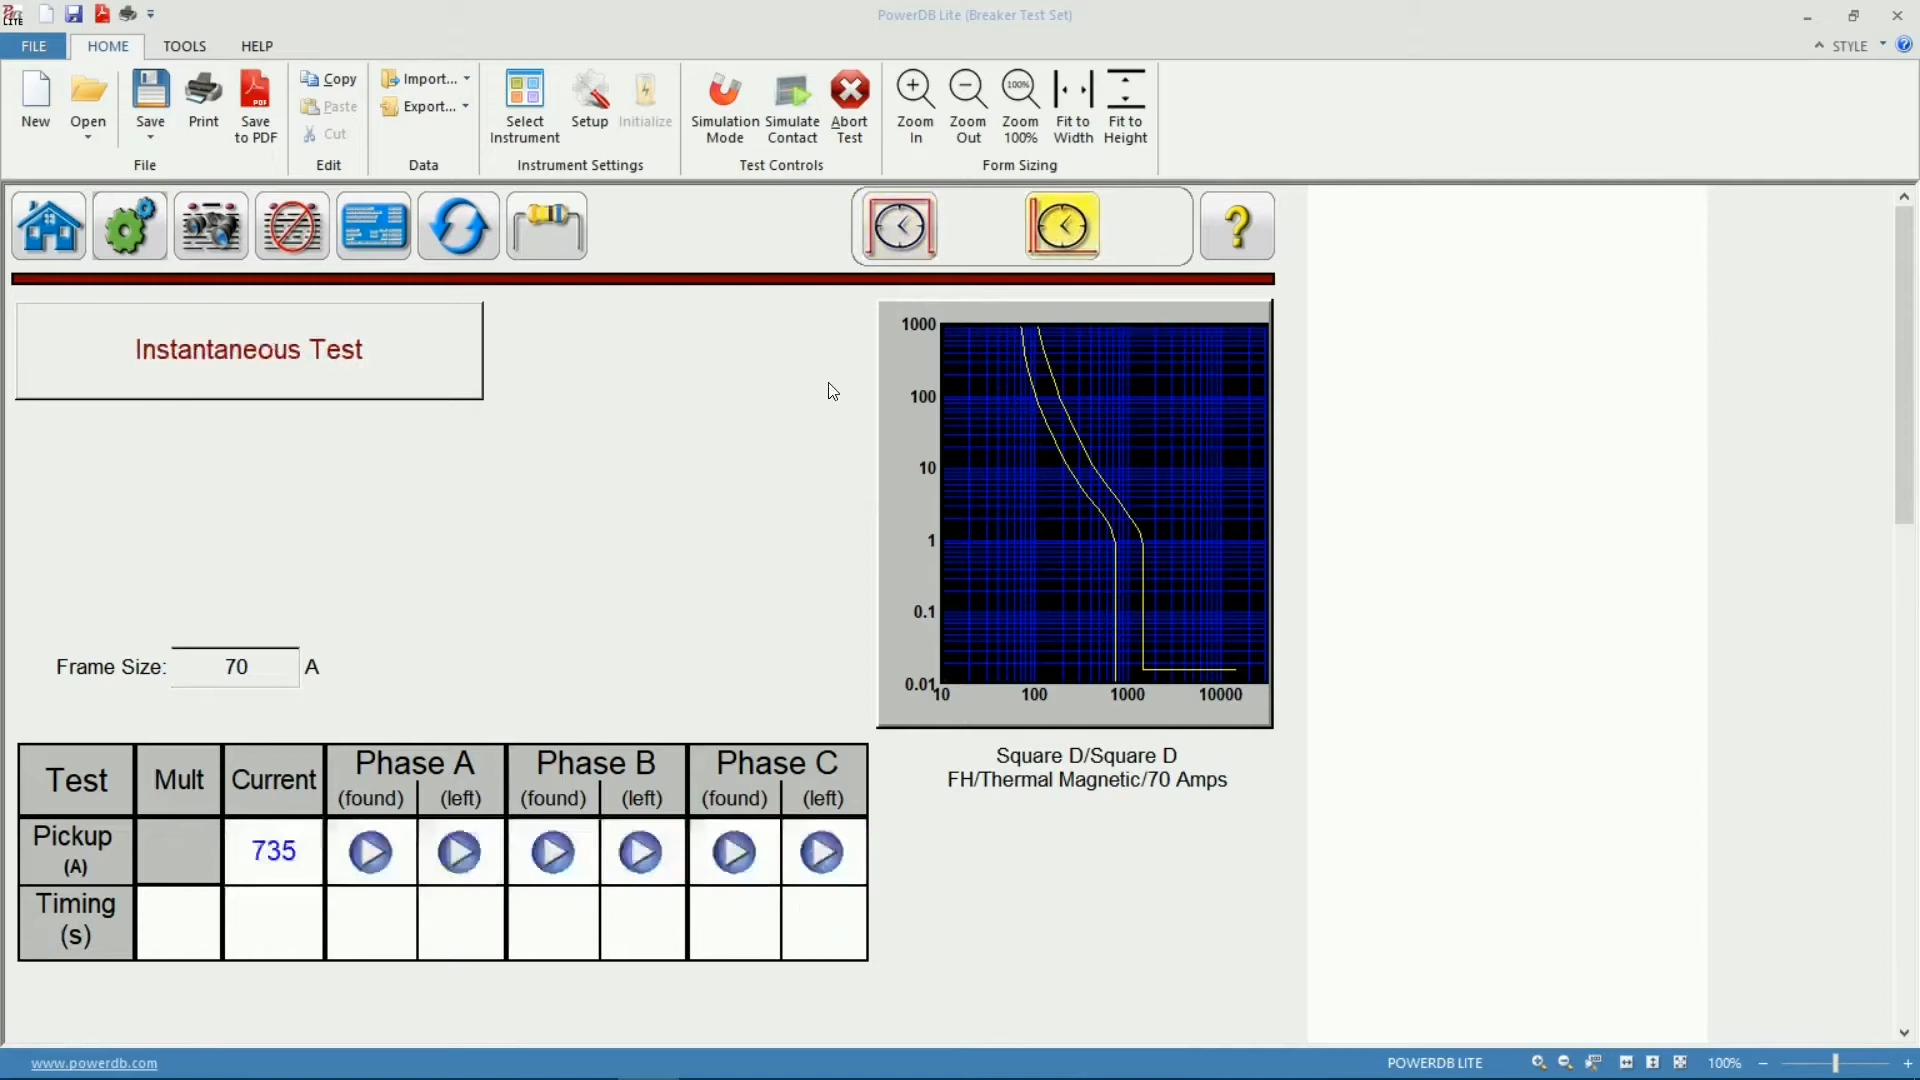 LITE
PowerDB Lite (Breaker Test Set)
FILE HOME TOOLS HELP
STYLE
New
Open
Save
Print
Save to PDF
File
Copy
Paste
Cut
Edit
Import...
Export...
Data
Select Instrument
Setup
Initialize
Instrument Settings
Simulation Mode
Simulate Contact
Abort Test
Test Controls
Zoom In
Zoom Out
100%
Zoom 100%
Fit to Width
Fit to Height
Form Sizing
Instantaneous Test
1000
100
10
1
0.1
0.01
10 100 1000 10000
Square D/Square D
FH/Thermal Magnetic/70 Amps
Frame Size: 70 A
Test Mult Current Phase A Phase B Phase C
(found) (left) (found) (left) (found) (left)
Pickup (A) 735
Timing (s)
www.powerdb.com
POWERDB LITE
100%